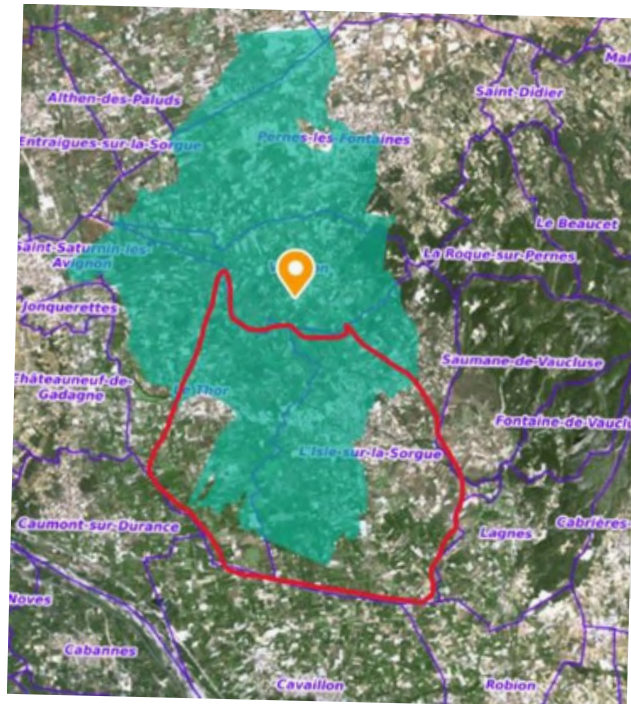 Mal
Saint-Didier
Althen-des-Paluds
Entraigues-sur-la-Sorgue
Pernes-les-Fontaines
Le Beaucet
Saint-Saturnin-lès-
Avignon
La Roque-sur-Pernes
Jonquerettes
Saumane-de-Vaucluse
Châteauneuf-de-
Gadagne
Le Thor
Fontaine-de-Vauclu
L'Isle-sur-la-Sorgue
Caumont-sur-Durance
Lagnes
Cabrières-
Noves
Cabannes
Cavaillon
Robion